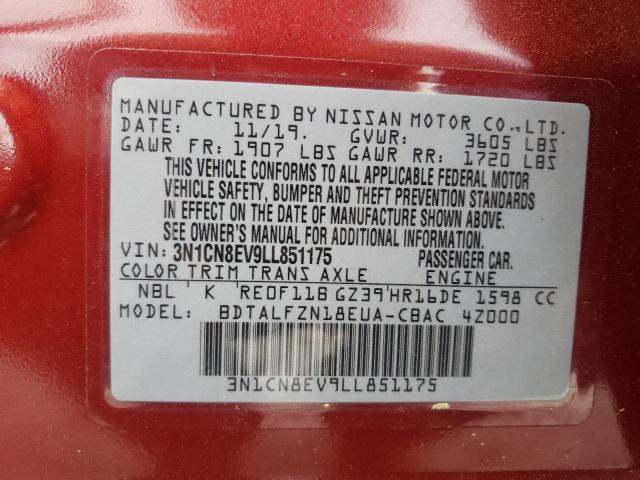 MANUFACTURED BY NISSAN MOTOR CO.,LTD.
DATE: 11/19. GVWR: 3605 LBS
GAWR FR: 1907 LBS GAWR RR: 1720 LBS
THIS VEHICLE CONFORMS TO ALL APPLICABLE FEDERAL MOTOR
VEHICLE SAFETY, BUMPER AND THEFT PREVENTION STANDARDS
IN EFFECT ON THE DATE OF MANUFACTURE SHOWN ABOVE.
SEE OWNER'S MANUAL FOR ADDITIONAL INFORMATION.
VIN: 3N1CN8EV9LL851175 PASSENGER CAR.
COLOR TRIM TRANS AXLE ENGINE
NBL K RE0F11B GZ39 HR16DE 1598 CC
MODEL: BDTALFZN18EUA-CBAC 4Z000
3N1CN8EV9LL851175